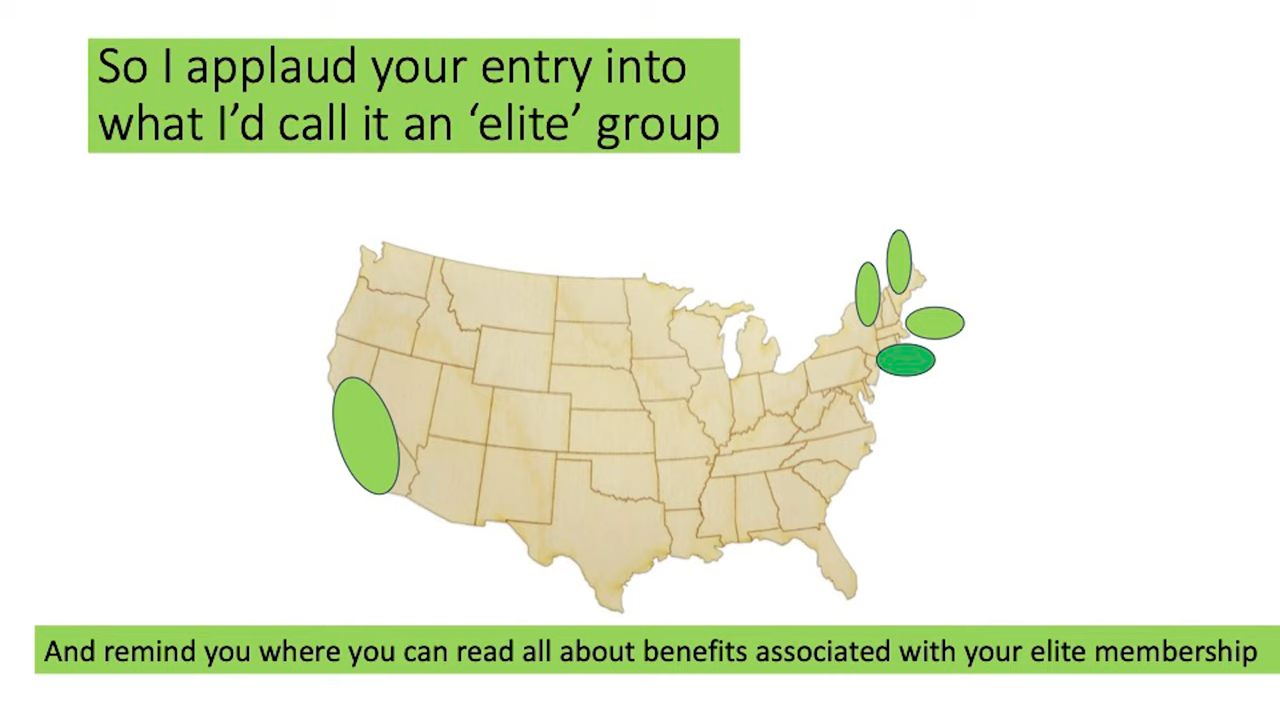 So I applaud your entry into
what I’d call it an ‘elite’ group
And remind you where you can read all about benefits associated with your elite membership